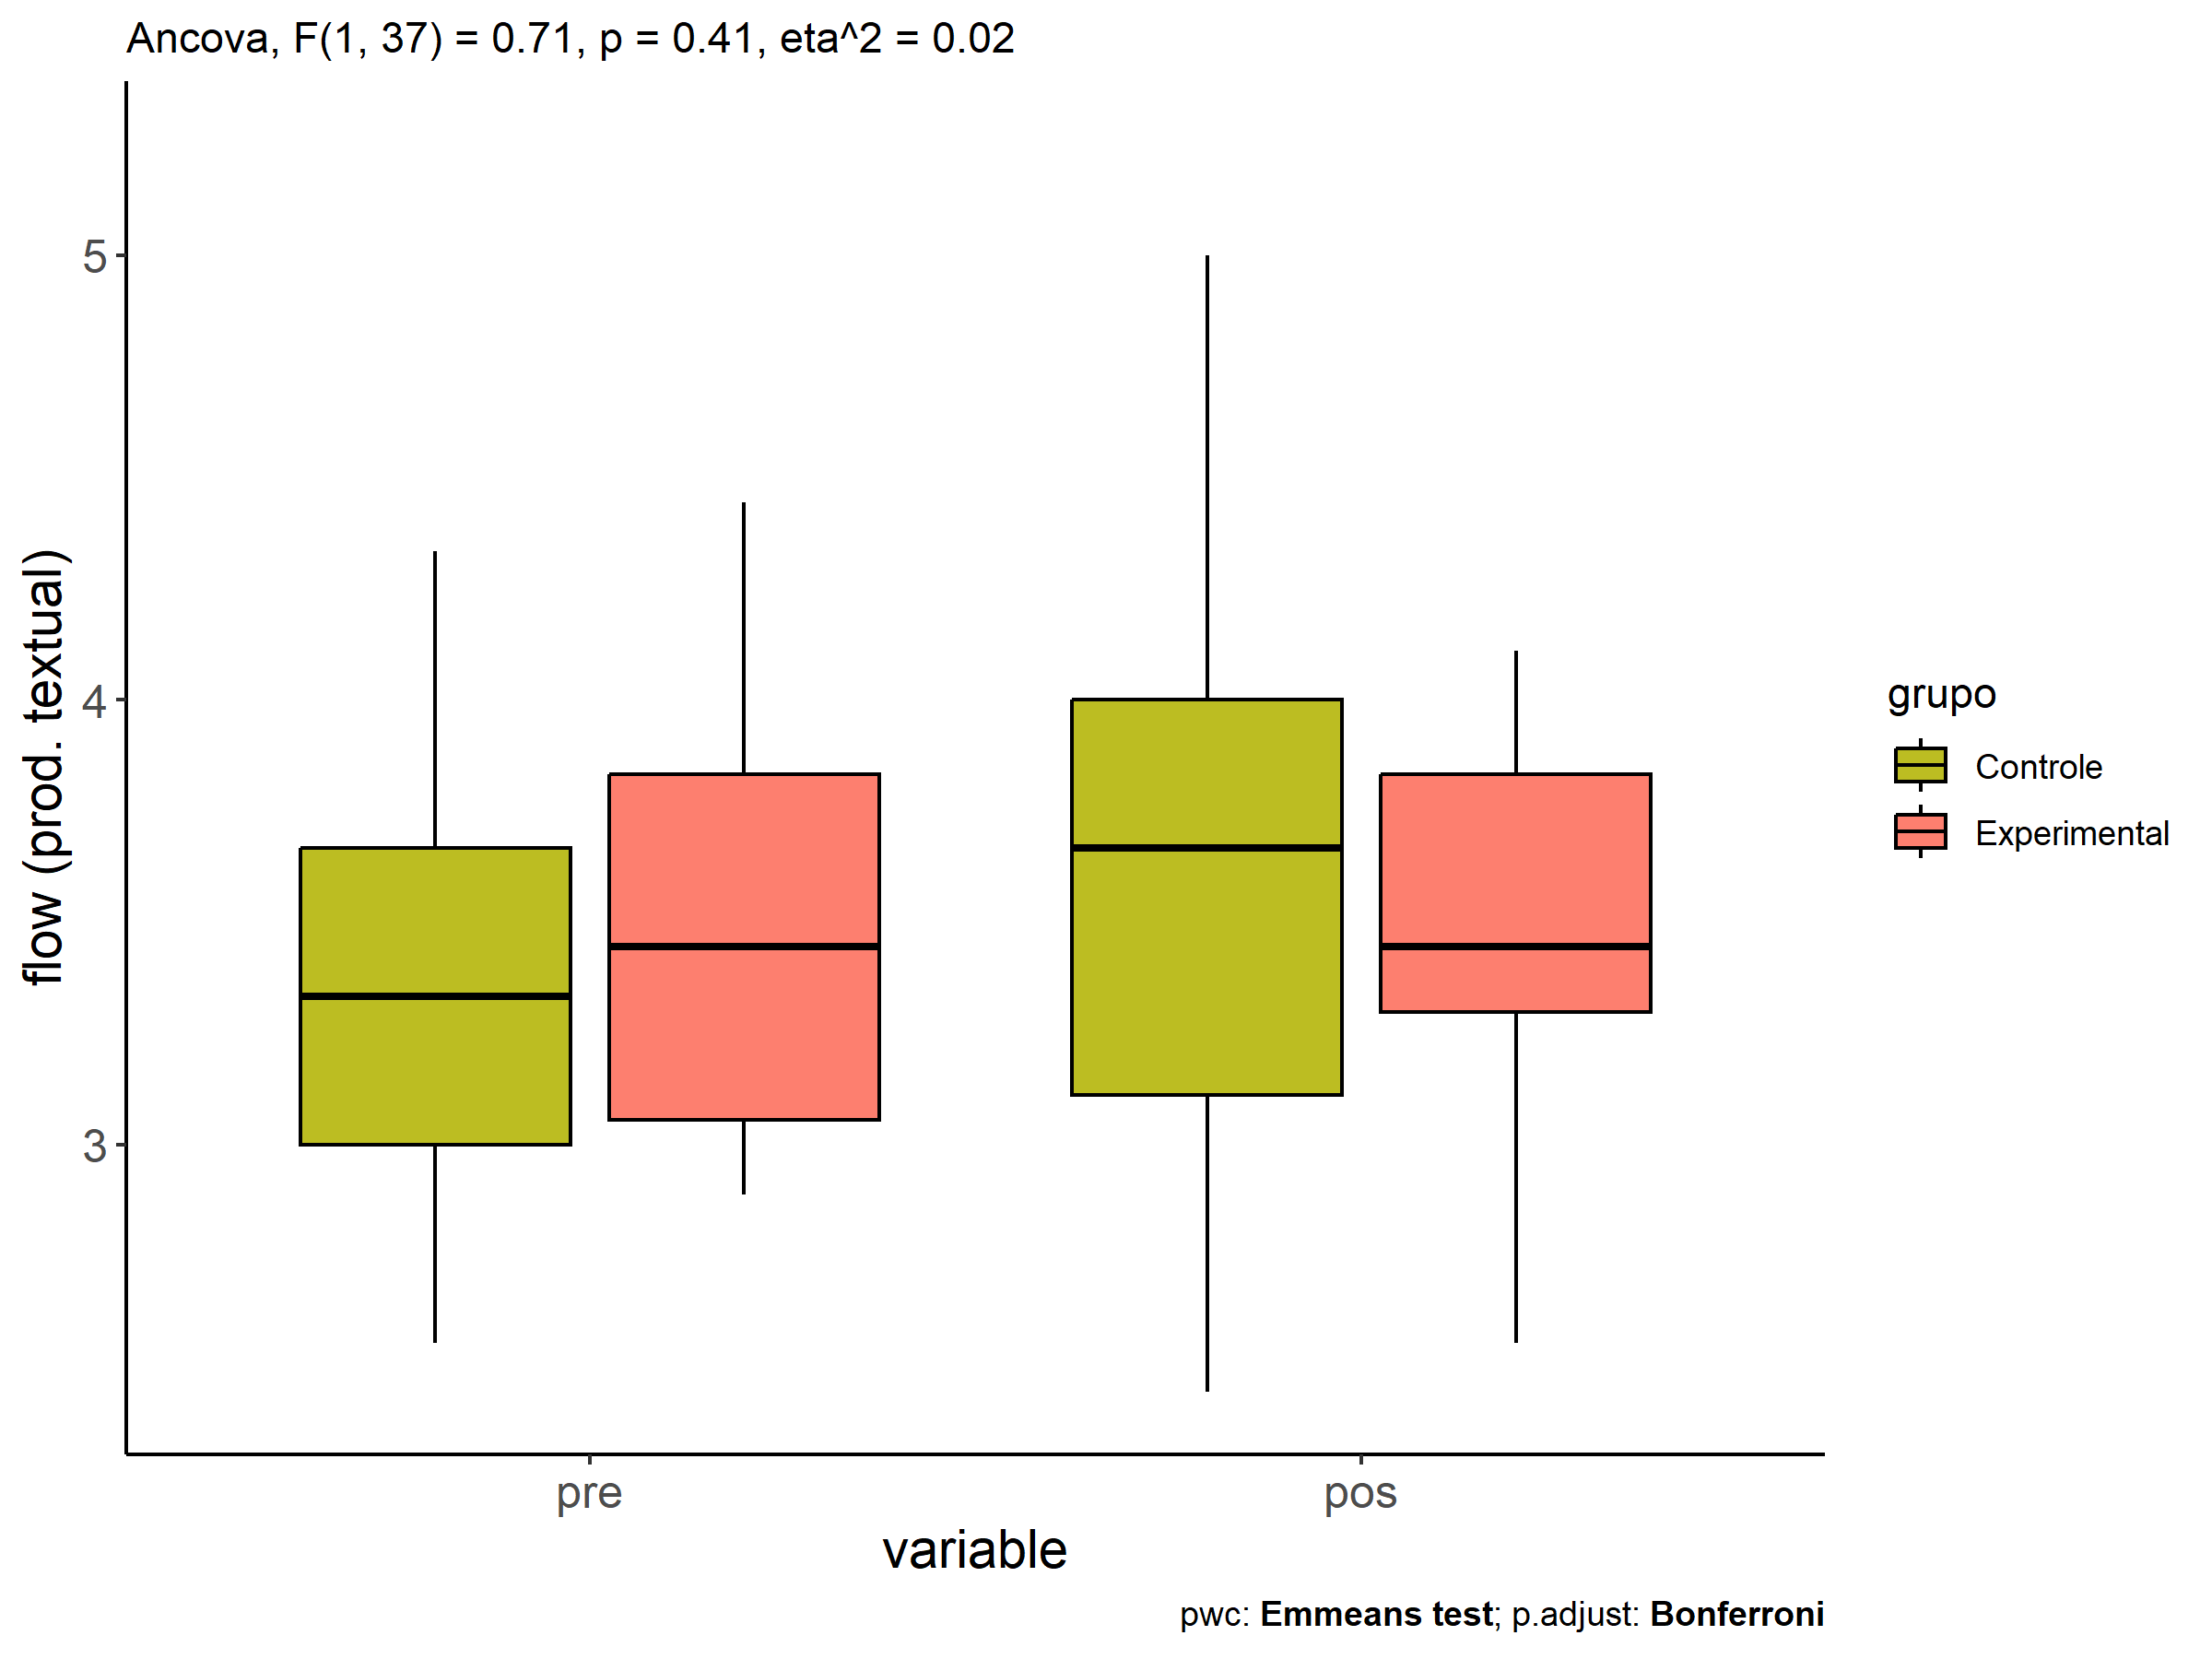 Ancova, F(1, 37) = 0.71, p = 0.41, eta^2 = 0.02
flow (prod. textual)
5
4
3
pre
pos
variable
grupo
Controle
Experimental
pwc: Emmeans test; p.adjust: Bonferroni